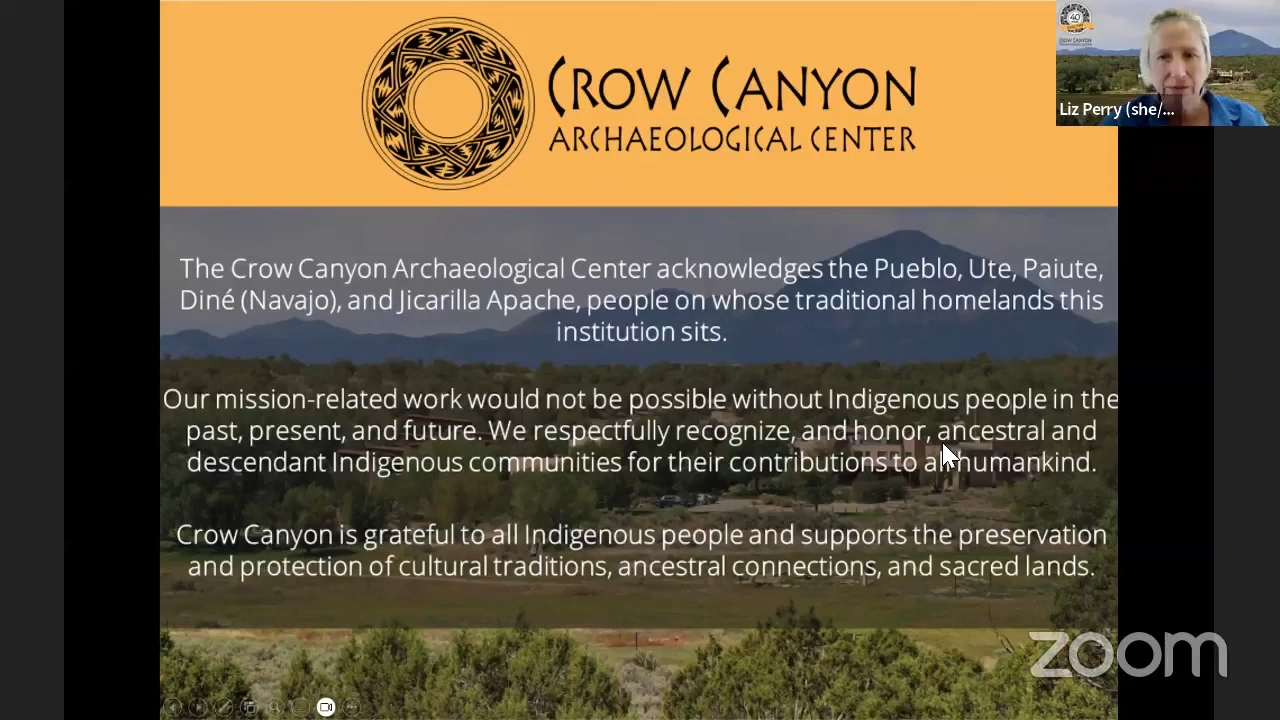 CROW CANYON
ARCHAEOLOGICAL CENTER
40
Liz Perry (she/...
The Crow Canyon Archaeological Center acknowledges the Pueblo, Ute, Paiute,
Diné (Navajo), and Jicarilla Apache, people on whose traditional homelands this
institution sits.
Our mission-related work would not be possible without Indigenous people in the
past, present, and future. We respectfully recognize, and honor, ancestral and
descendant Indigenous communities for their contributions to all humankind.
Crow Canyon is grateful to all Indigenous people and supports the preservation
and protection of cultural traditions, ancestral connections, and sacred lands.
zoom